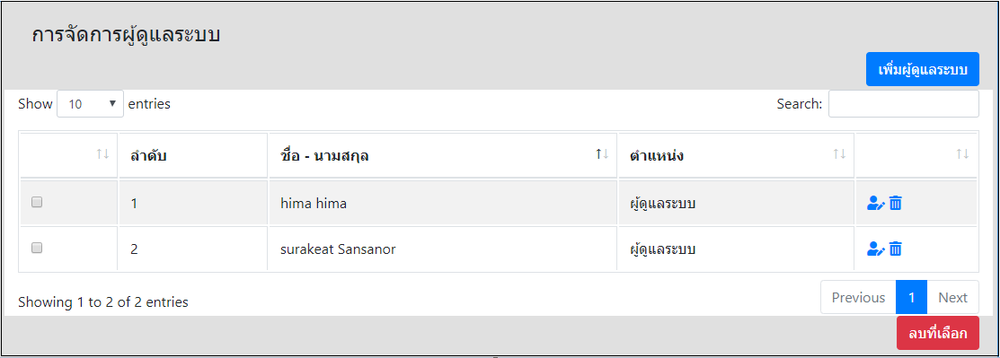 การจัดการผู้ดูแลระบบ
เพิ่มผู้ดูแลระบบ
Show 10 entries Search:
ลำดับ ชื่อ - นามสกุล ตำแหน่ง
1 hima hima ผู้ดูแลระบบ
2 surakeat Sansanor ผู้ดูแลระบบ
Showing 1 to 2 of 2 entries Previous 1 Next
ลบที่เลือก